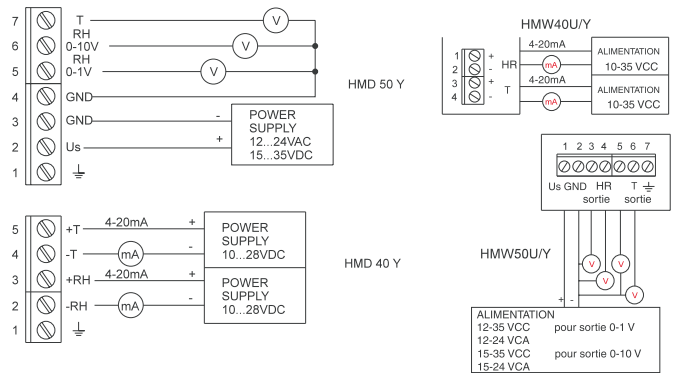 7 T V
RH
6 0-10V V
RH
5 0-1V V
4 GND
3 GND -
2 Us +
1
POWER
SUPPLY
12...24VAC
15...35VDC
HMD 50 Y
5 +T 4-20mA +
4 -T mA -
POWER
SUPPLY
10...28VDC
3 +RH 4-20mA +
2 -RH mA -
1
POWER
SUPPLY
10...28VDC
HMD 40 Y
HMW40U/Y
1 + 4-20mA
2 - HR mA
ALIMENTATION
10-35 VCC
3 + T 4-20mA
4 - mA
ALIMENTATION
10-35 VCC
1 2 3 4 5 6 7
Us GND HR T
sortie sortie
HMW50U/Y
V V
V
V
+ -
ALIMENTATION
12-35 VCC pour sortie 0-1 V
12-24 VCA
15-35 VCC pour sortie 0-10 V
15-24 VCA